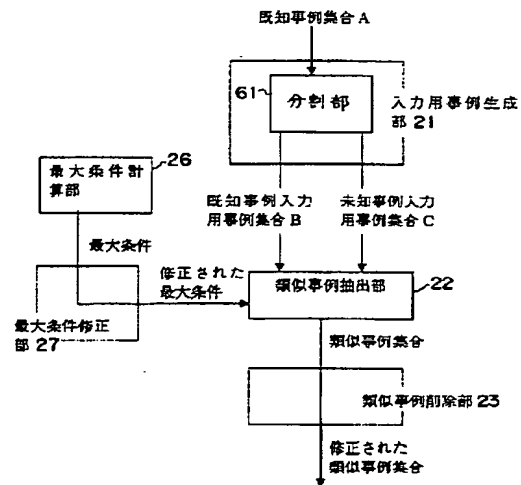 既知事例集合A
61
分割部
入力用事例生成
部 21
26
最大条件計
算部
既知事例入力
用事例集合B
未知事例入力
用事例集合C
最大条件
修正された
最大条件
類似事例抽出部
22
最大条件修正
部 27
類似事例集合
類似事例削除部 23
修正された
類似事例集合